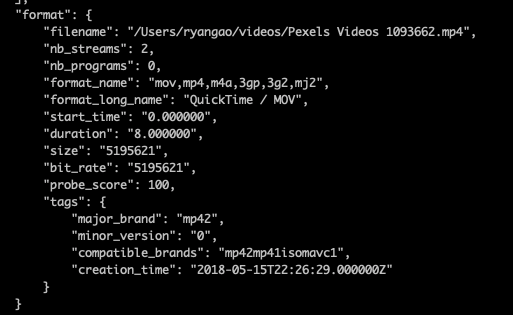 ],
"format": {
"filename": "/Users/ryangao/videos/Pexels Videos 1093662.mp4",
"nb_streams": 2,
"nb_programs": 0,
"format_name": "mov,mp4,m4a,3gp,3g2,mj2",
"format_long_name": "QuickTime / MOV",
"start_time": "0.000000",
"duration": "8.000000",
"size": "5195621",
"bit_rate": "5195621",
"probe_score": 100,
"tags": {
"major_brand": "mp42",
"minor_version": "0",
"compatible_brands": "mp42mp41isomavc1",
"creation_time": "2018-05-15T22:26:29.000000Z"
}
}